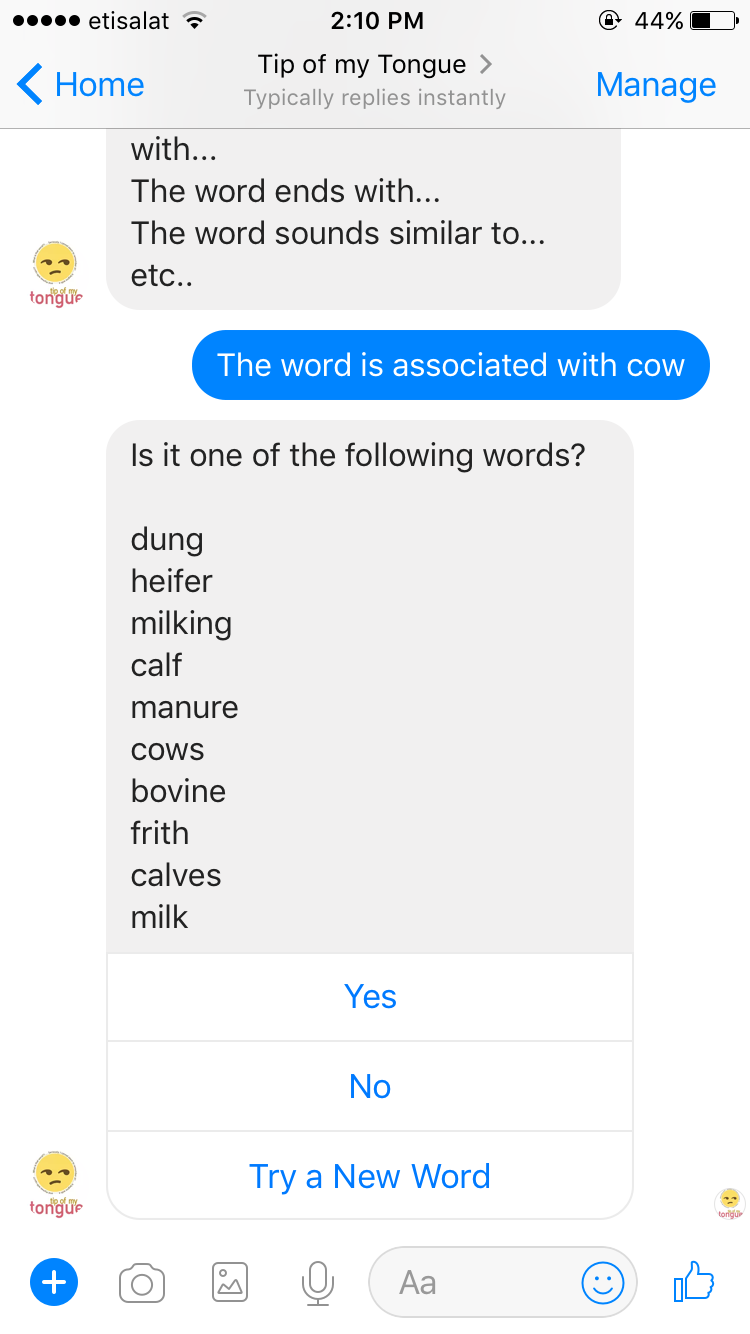 etisalat 2:10 PM 44%
Home Tip of my Tongue Manage
Typically replies instantly
with...
The word ends with...
The word sounds similar to...
etc..
tip of my
tongue
The word is associated with cow
Is it one of the following words?
dung
heifer
milking
calf
manure
cows
bovine
frith
calves
milk
Yes
No
Try a New Word
tip of my
tongue
tongue
Aa